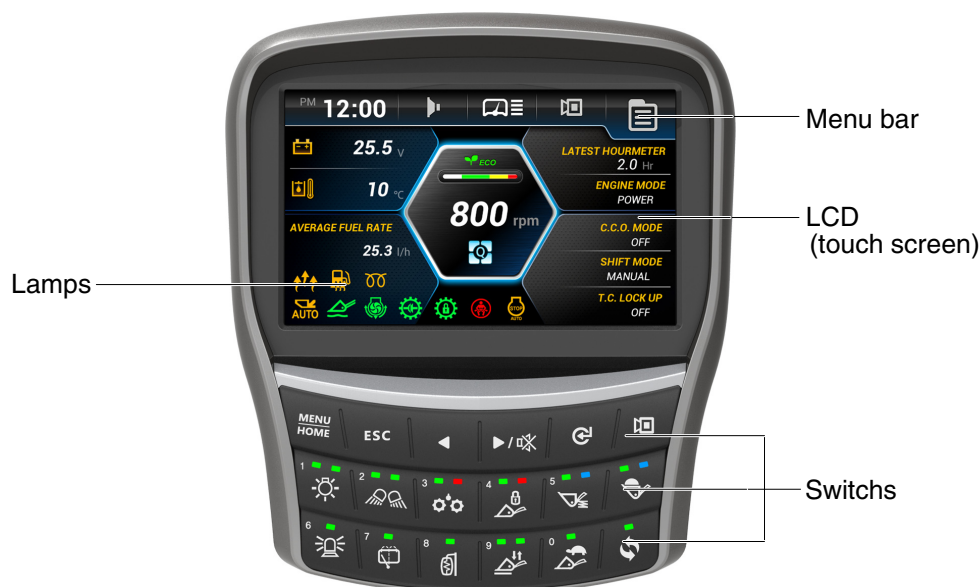 PM 12:00
Menu bar
25.5 V
LATEST HOURMETER
2.0 Hr
ECO
10 °C
ENGINE MODE
POWER
800 rpm
LCD
(touch screen)
AVERAGE FUEL RATE
25.3 l/h
C.C.O. MODE
OFF
Q
SHIFT MODE
MANUAL
Lamps
T.C. LOCK UP
OFF
AUTO
STOP
AUTO
MENU
HOME
ESC
/
1
2
3
4
5
Switchs
6
7
8
9
0